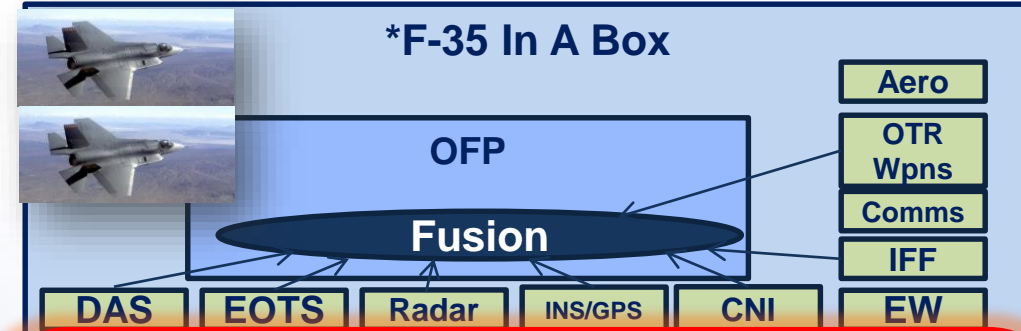 *F-35 In A Box
Aero
OFP
OTR
Wpns
Comms
Fusion
IFF
DAS
EOTS
Radar
INS/GPS
CNI
EW